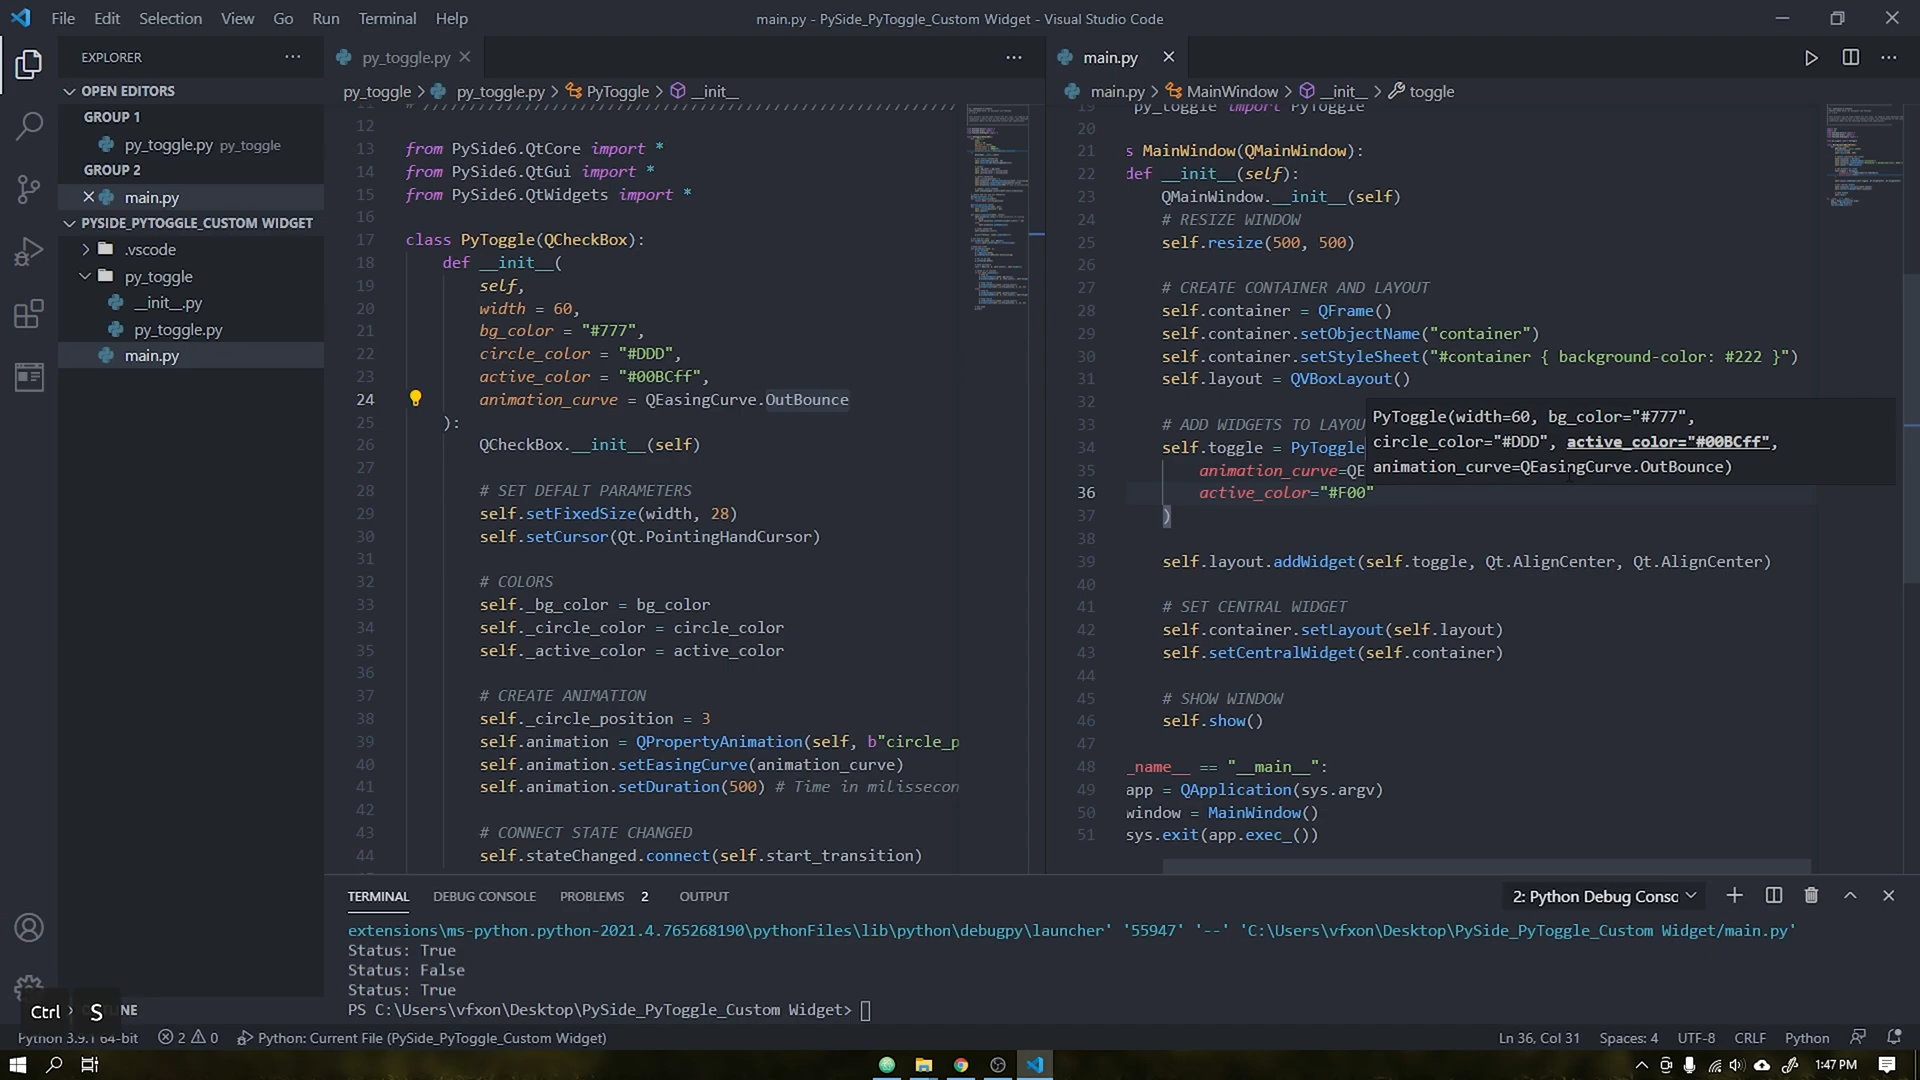 File Edit Selection View Go Run Terminal Help
main.py - PySide_PyToggle_Custom Widget - Visual Studio Code
EXPLORER
OPEN EDITORS
GROUP 1
py_toggle.py py_toggle
GROUP 2
main.py
PYSIDE_PYTOGGLE_CUSTOM WIDGET
.vscode
py_toggle
__init__.py
py_toggle.py
main.py
py_toggle.py
py_toggle > py_toggle.py > PyToggle > __init__
12
13 from PySide6.QtCore import *
14 from PySide6.QtGui import *
15 from PySide6.QtWidgets import *
16
17 class PyToggle(QCheckBox):
18 def __init__(
19 self,
20 width = 60,
21 bg_color = "#777",
22 circle_color = "#DDD",
23 active_color = "#00BCff",
24 animation_curve = QEasingCurve.OutBounce
25 ):
26 QCheckBox.__init__(self)
27
28 # SET DEFALT PARAMETERS
29 self.setFixedSize(width, 28)
30 self.setCursor(Qt.PointingHandCursor)
31
32 # COLORS
33 self._bg_color = bg_color
34 self._circle_color = circle_color
35 self._active_color = active_color
36
37 # CREATE ANIMATION
38 self._circle_position = 3
39 self.animation = QPropertyAnimation(self, b"circle_p
40 self.animation.setEasingCurve(animation_curve)
41 self.animation.setDuration(500) # Time in milissecon
42
43 # CONNECT STATE CHANGED
44 self.stateChanged.connect(self.start_transition)
main.py
main.py > MainWindow > __init__ > toggle
19 py_toggle import PyToggle
20
21 s MainWindow(QMainWindow):
22 def __init__(self):
23 QMainWindow.__init__(self)
24 # RESIZE WINDOW
25 self.resize(500, 500)
26
27 # CREATE CONTAINER AND LAYOUT
28 self.container = QFrame()
29 self.container.setObjectName("container")
30 self.container.setStyleSheet("#container { background-color: #222 }")
31 self.layout = QVBoxLayout()
32
33 # ADD WIDGETS TO LAYOU
34 self.toggle = PyToggle
35 animation_curve=QE
36 active_color="#F00"
37 )
38
39 self.layout.addWidget(self.toggle, Qt.AlignCenter, Qt.AlignCenter)
40
41 # SET CENTRAL WIDGET
42 self.container.setLayout(self.layout)
43 self.setCentralWidget(self.container)
44
45 # SHOW WINDOW
46 self.show()
47
48 _name__ == "__main__":
49 app = QApplication(sys.argv)
50 window = MainWindow()
51 sys.exit(app.exec_())
PyToggle(width=60, bg_color="#777",
circle_color="#DDD", active_color="#00BCff",
animation_curve=QEasingCurve.OutBounce)
TERMINAL DEBUG CONSOLE PROBLEMS 2 OUTPUT
2: Python Debug Consc
extensions\ms-python.python-2021.4.765268190\pythonFiles\lib\python\debugpy\launcher' '55947' '--' 'C:\Users\vfxon\Desktop\PySide_PyToggle_Custom Widget/main.py'
Status: True
Status: False
Status: True
PS C:\Users\vfxon\Desktop\PySide_PyToggle_Custom Widget>
Ctrl S
INE
Python 3.9.1 64-bit 2 0 Python: Current File (PySide_PyToggle_Custom Widget)
Ln 36, Col 31 Spaces: 4 UTF-8 CRLF Python
1:47 PM